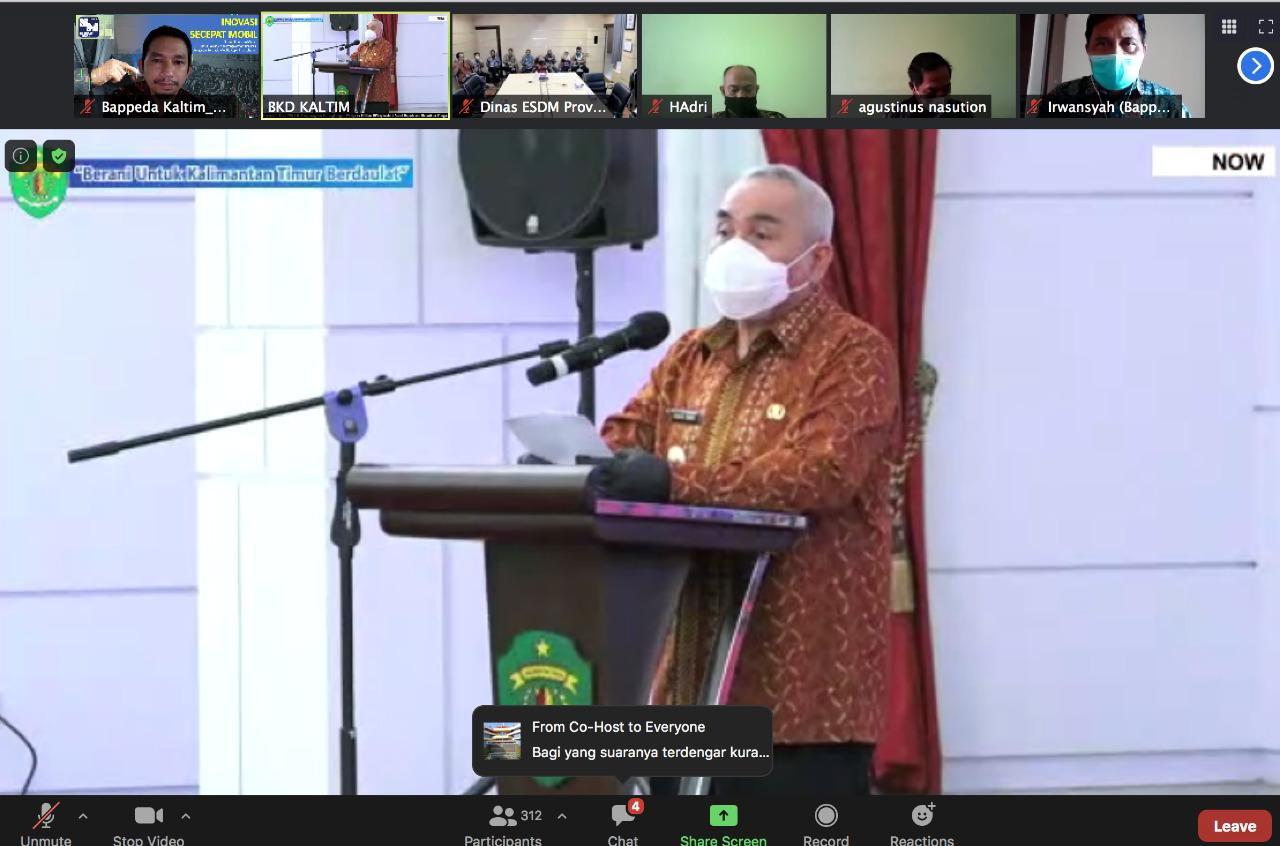 INOVASI
SECEPAT MOBIL
Bappeda Kaltim_...
BKD KALTIM
Dinas ESDM Prov...
HAdri
agustinus nasution
Irwansyah (Bapp...
"Berani Untuk Kalimantan Timur Berdaulat"
NOW
From Co-Host to Everyone
Bagi yang suaranya terdengar kura...
312
4
Unmute
Stop Video
Participants
Chat
Share Screen
Record
Reactions
Leave